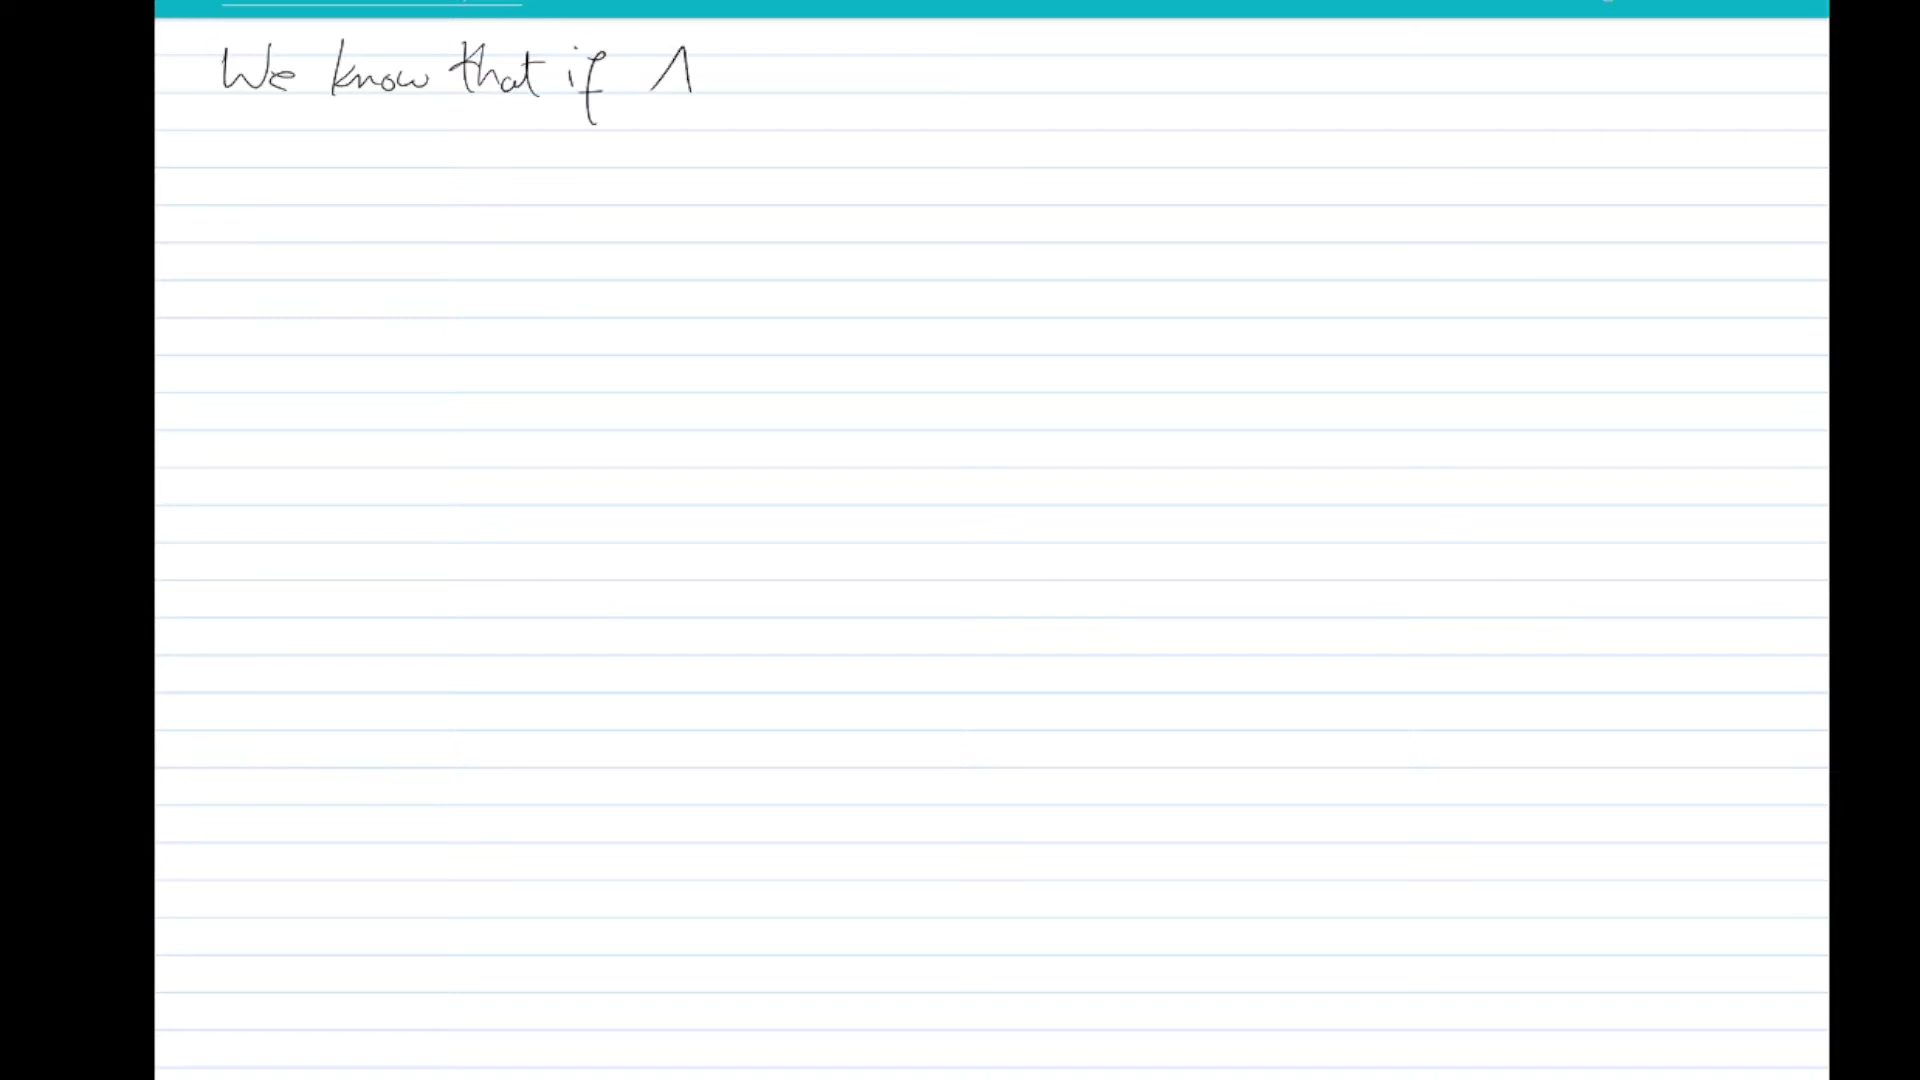 We know that if Λ